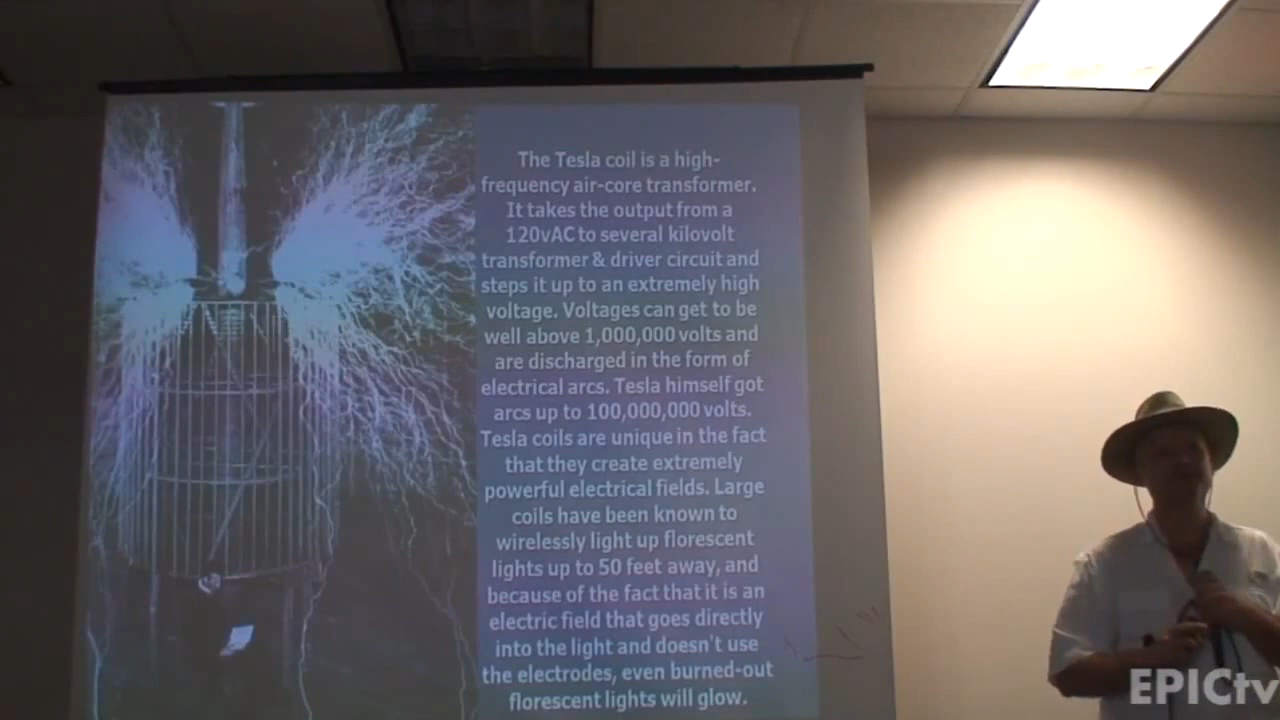 The Tesla coil is a high-
frequency air-core transformer.
It takes the output from a
120vAC to several kilovolt
transformer & driver circuit and
steps it up to an extremely high
voltage. Voltages can get to be
well above 1,000,000 volts and
are discharged in the form of
electrical arcs. Tesla himself got
arcs up to 100,000,000 volts.
Tesla coils are unique in the fact
that they create extremely
powerful electrical fields. Large
coils have been known to
wirelessly light up florescent
lights up to 50 feet away, and
because of the fact that it is an
electric field that goes directly
into the light and doesn't use
the electrodes, even burned-out
florescent lights will glow.
EPICtv